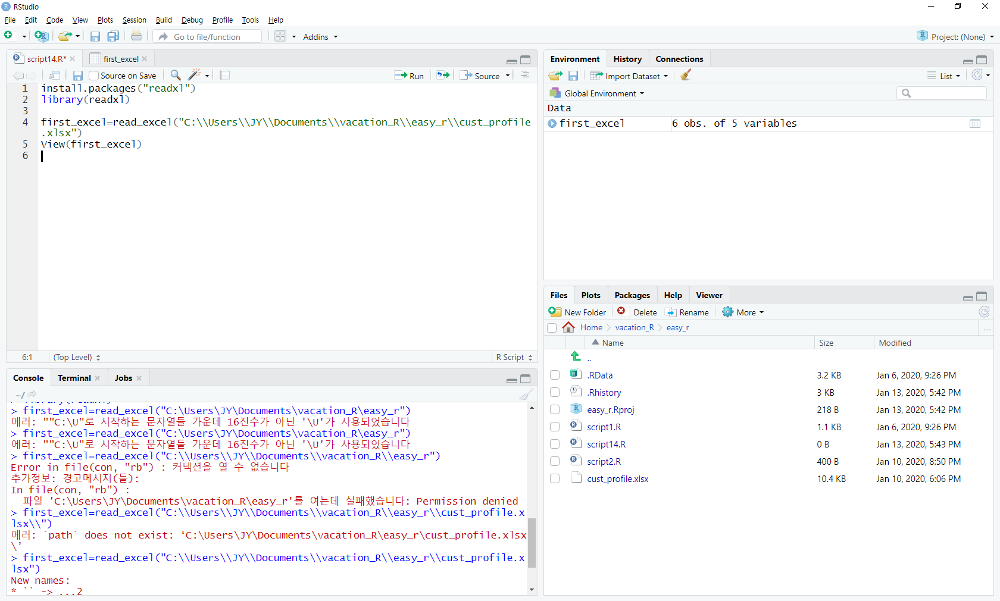 RStudio
File Edit Code View Plots Session Build Debug Profile Tools Help
Go to file/function Addins Project: (None)
script14.R* first_excel
Source on Save Run Source
1 install.packages("readxl")
2 library(readxl)
3
4 first_excel=read_excel("C:\\Users\\JY\\Documents\\vacation_R\\easy_r\\cust_profile
.xlsx")
5 View(first_excel)
6
6:1 (Top Level) R Script
Console Terminal Jobs
~/
> library(readxl)
> first_excel=read_excel("C:\Users\JY\Documents\vacation_R\easy_r")
에러: ""C:\U"로 시작하는 문자열들 가운데 16진수가 아닌 '\U'가 사용되었습니다
> first_excel=read_excel("C:\Users\JY\Documents\vacation_R\easy_r")
에러: ""C:\U"로 시작하는 문자열들 가운데 16진수가 아닌 '\U'가 사용되었습니다
> first_excel=read_excel("C:\\Users\\JY\\Documents\\vacation_R\\easy_r")
Error in file(con, "rb") : 커넥션을 열 수 없습니다
추가정보: 경고메시지(들):
In file(con, "rb") :
파일 'C:\Users\JY\Documents\vacation_R\easy_r'를 여는데 실패했습니다: Permission denied
> first_excel=read_excel("C:\\Users\\JY\\Documents\\vacation_R\\easy_r\\cust_profile.x
lsx\\")
에러: `path` does not exist: ‘C:\Users\JY\Documents\vacation_R\easy_r\cust_profile.xlsx
\’
> first_excel=read_excel("C:\\Users\\JY\\Documents\\vacation_R\\easy_r\\cust_profile.x
lsx")
New names:
* `` -> ...2
Environment History Connections
Import Dataset List
Global Environment
Data
first_excel 6 obs. of 5 variables
Files Plots Packages Help Viewer
New Folder Delete Rename More
Home vacation_R easy_r ...
Name Size Modified
..
.RData 3.2 KB Jan 6, 2020, 9:26 PM
.Rhistory 3 KB Jan 13, 2020, 5:42 PM
easy_r.Rproj 218 B Jan 13, 2020, 5:42 PM
script1.R 1.1 KB Jan 6, 2020, 9:26 PM
script14.R 0 B Jan 13, 2020, 5:43 PM
script2.R 400 B Jan 10, 2020, 8:50 PM
cust_profile.xlsx 10.4 KB Jan 10, 2020, 6:06 PM